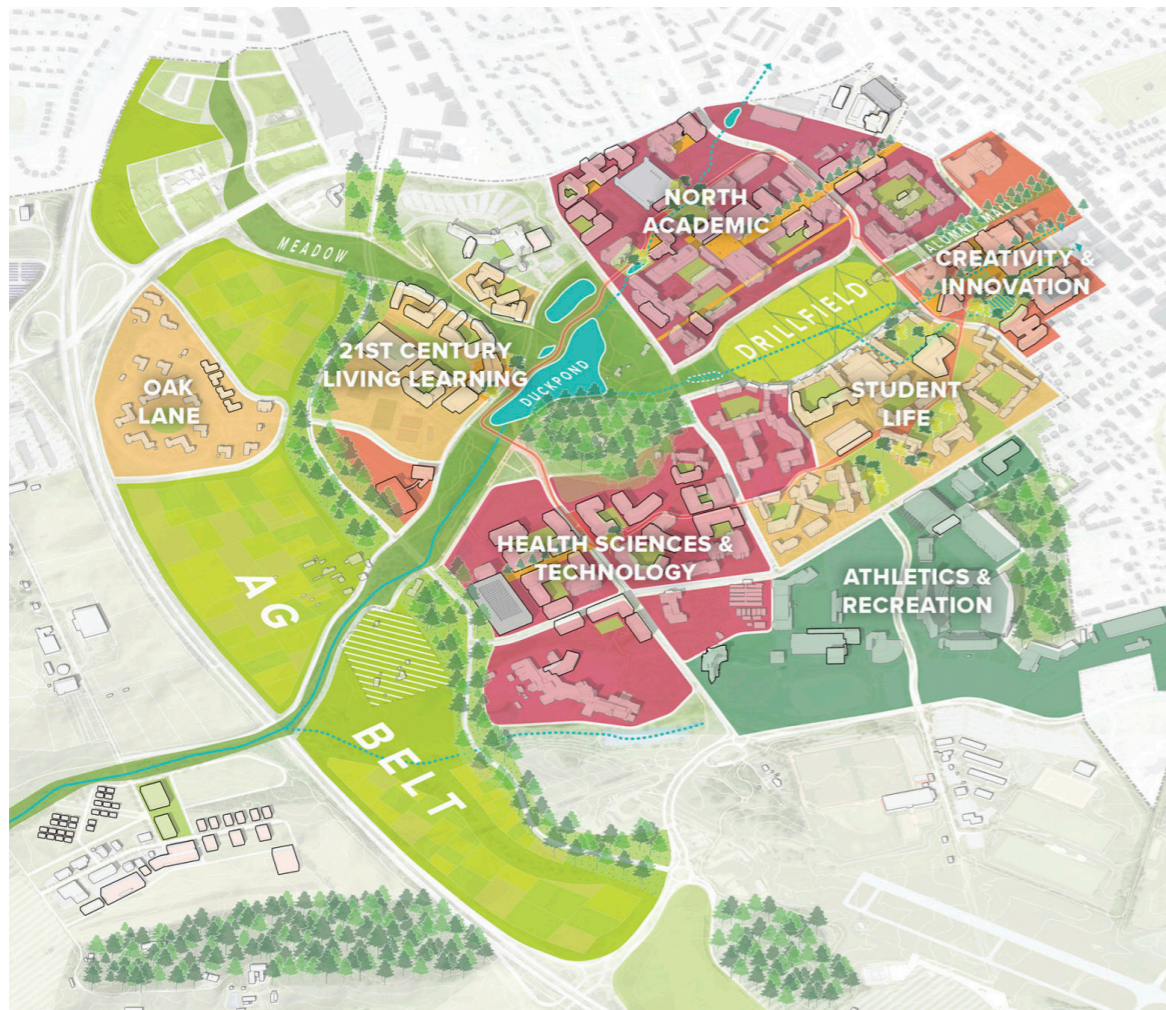 NORTH
ACADEMIC
ALUMNI MALL
MEADOW
CREATIVITY &
INNOVATION
DRILLFIELD
21ST CENTURY
LIVING LEARNING
DUCKPOND
OAK
LANE
STUDENT
LIFE
HEALTH SCIENCES &
TECHNOLOGY
ATHLETICS &
RECREATION
AG
BELT